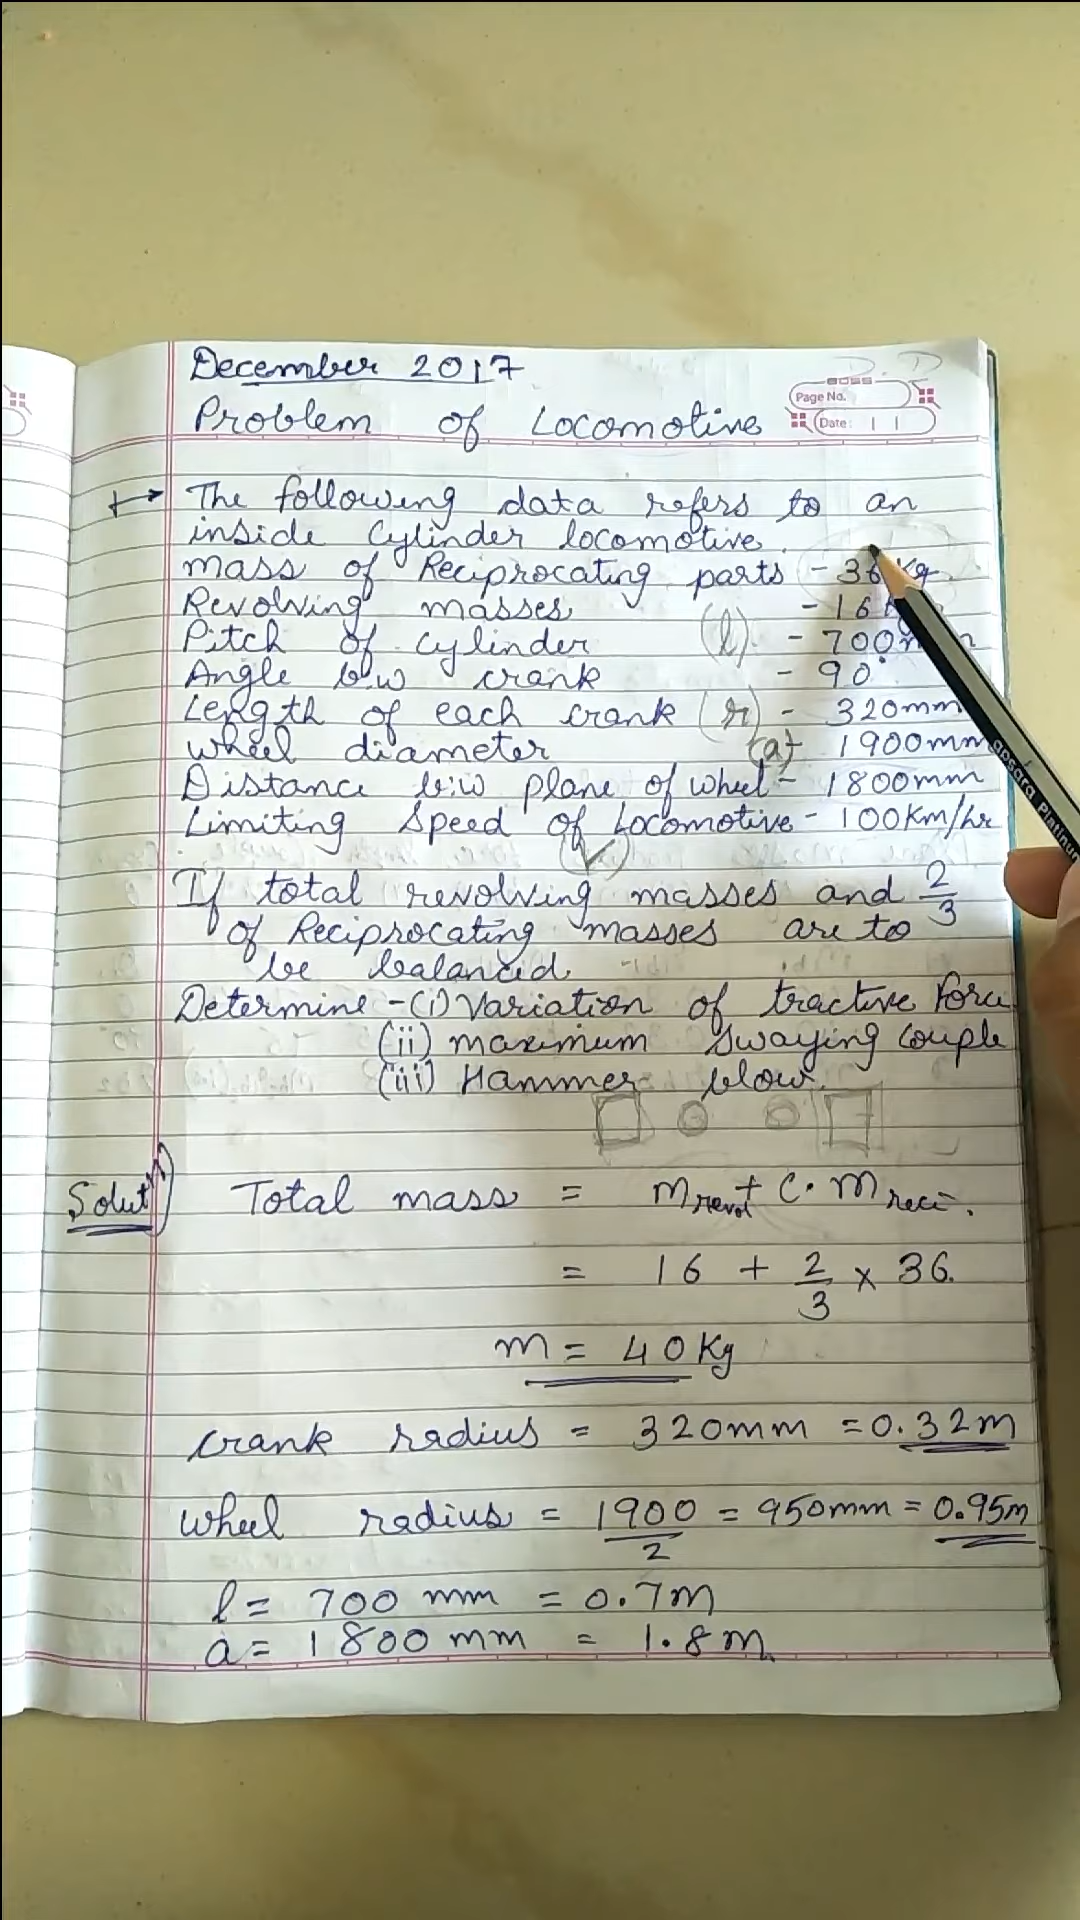 December 2017
Page No.
Problem of Locomotive
Date:
The following data refers to an
inside Cylinder locomotive.
mass of Reciprocating parts - 36 Kg.
Revolving masses - 16
Pitch of cylinder (l) - 700
Angle b/w crank - 90°
Length of each crank (r) - 320mm
wheel diameter (a) - 1900mm
Distance b/w plane of wheel - 1800mm
Limiting Speed of Locomotive - 100Km/hr
If total revolving masses and 2/3
of Reciprocating masses are to
be balanced.
Determine - (i) Variation of tractive Force
(ii) maximum swaying couple
(iii) Hammer blow.
Solutn) Total mass = mrevol + C. mreci.
= 16 + 2/3 x 36.
m = 40 Kg
crank radius = 320mm = 0.32m
wheel radius = 1900/2 = 950mm = 0.95m
l = 700 mm = 0.7m
a = 1800 mm = 1.8m
apsara Platinum